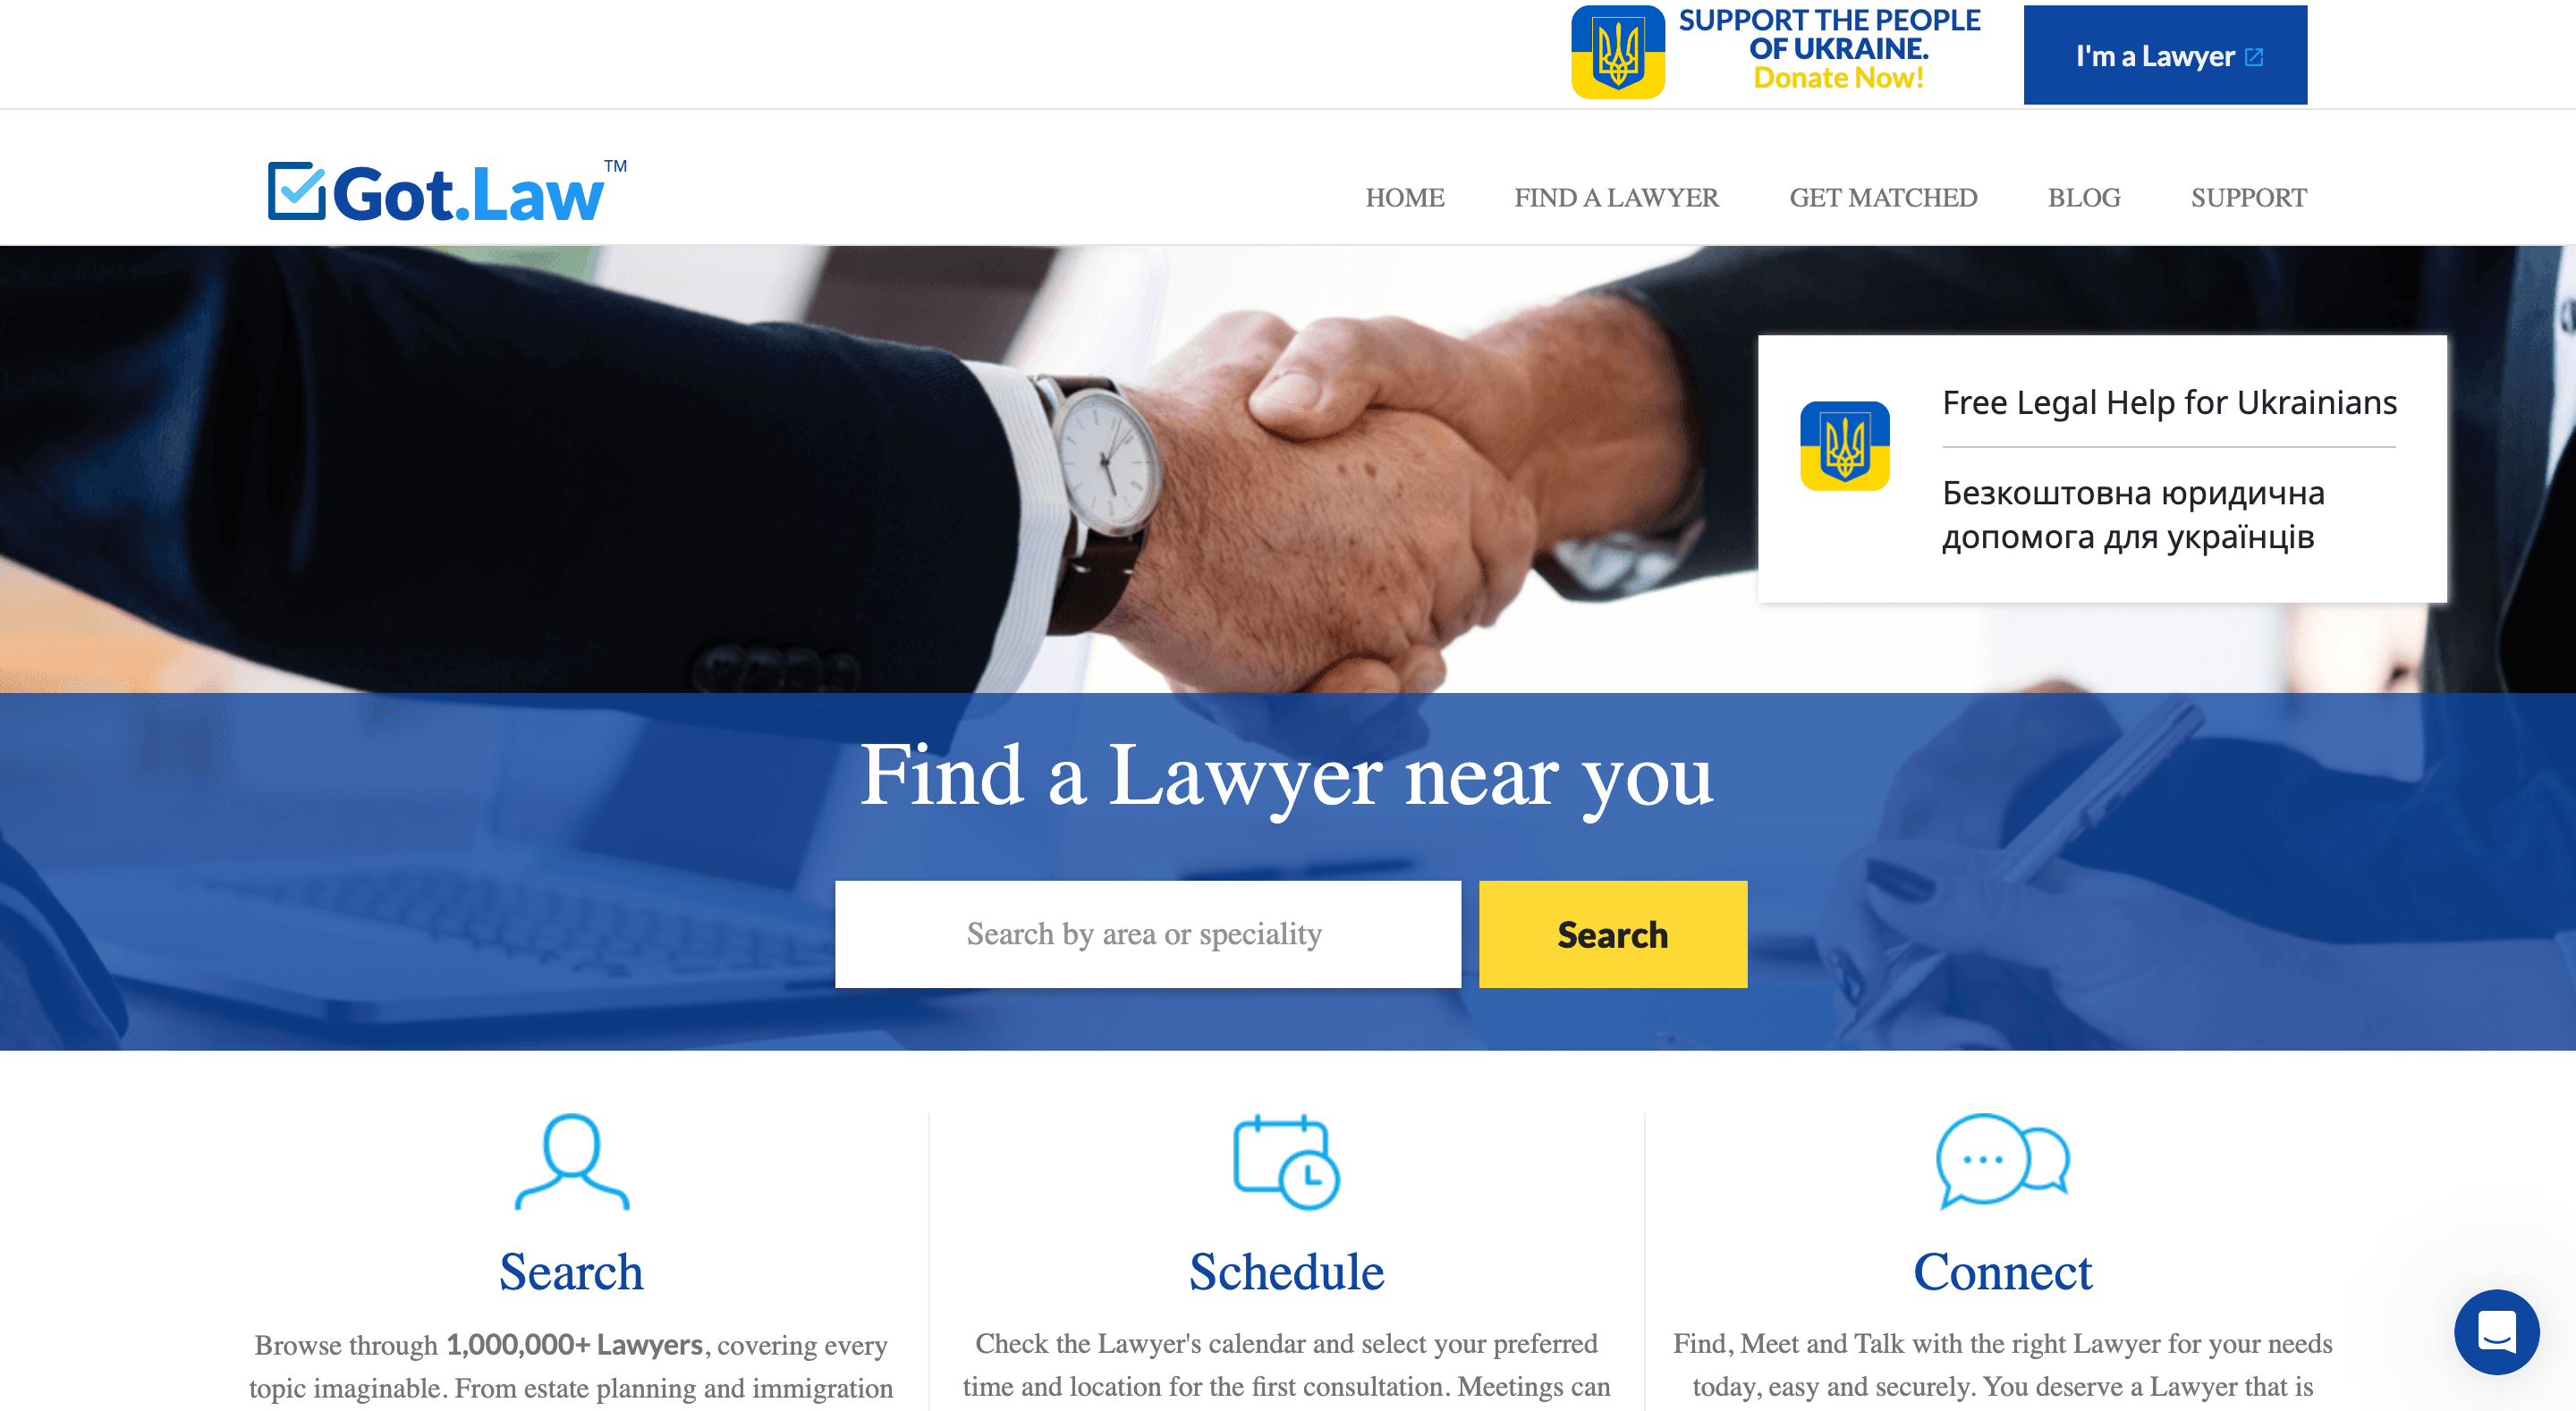 SUPPORT THE PEOPLE
OF UKRAINE.
Donate Now!
I'm a Lawyer
Got.Law™
HOME
FIND A LAWYER
GET MATCHED
BLOG
SUPPORT
Free Legal Help for Ukrainians
Безкоштовна юридична
допомога для українців
Find a Lawyer near you
Search by area or speciality
Search
Search
Browse through 1,000,000+ Lawyers, covering every
topic imaginable. From estate planning and immigration
Schedule
Check the Lawyer's calendar and select your preferred
time and location for the first consultation. Meetings can
Connect
Find, Meet and Talk with the right Lawyer for your needs
today, easy and securely. You deserve a Lawyer that is